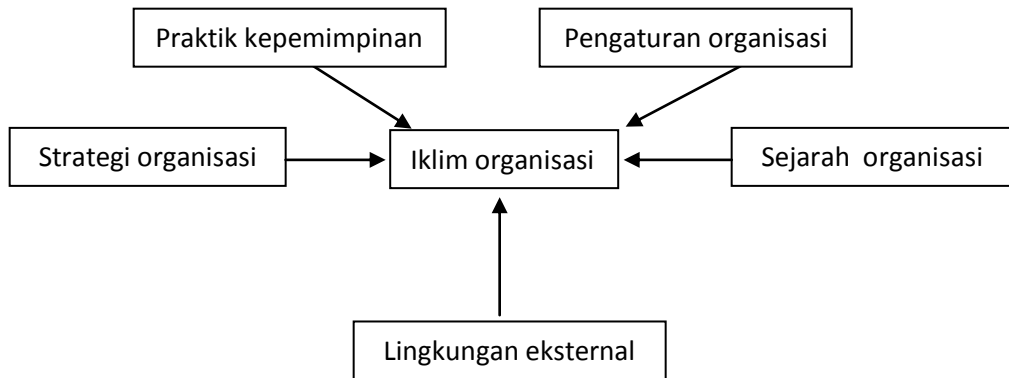 Praktik kepemimpinan
Pengaturan organisasi
Strategi organisasi
Iklim organisasi
Sejarah organisasi
Lingkungan eksternal